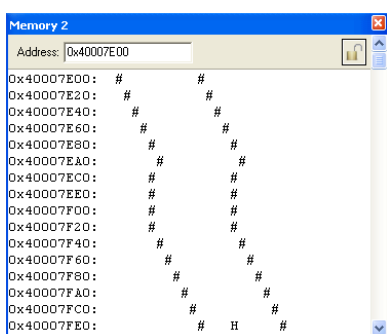 Memory 2
Address: 0x40007E00
0x40007E00: # #
0x40007E20: # #
0x40007E40: # #
0x40007E60: # #
0x40007E80: # #
0x40007EA0: # #
0x40007EC0: # #
0x40007EE0: # #
0x40007F00: # #
0x40007F20: # #
0x40007F40: # #
0x40007F60: # #
0x40007F80: # #
0x40007FA0: # #
0x40007FC0: # #
0x40007FE0: # H #